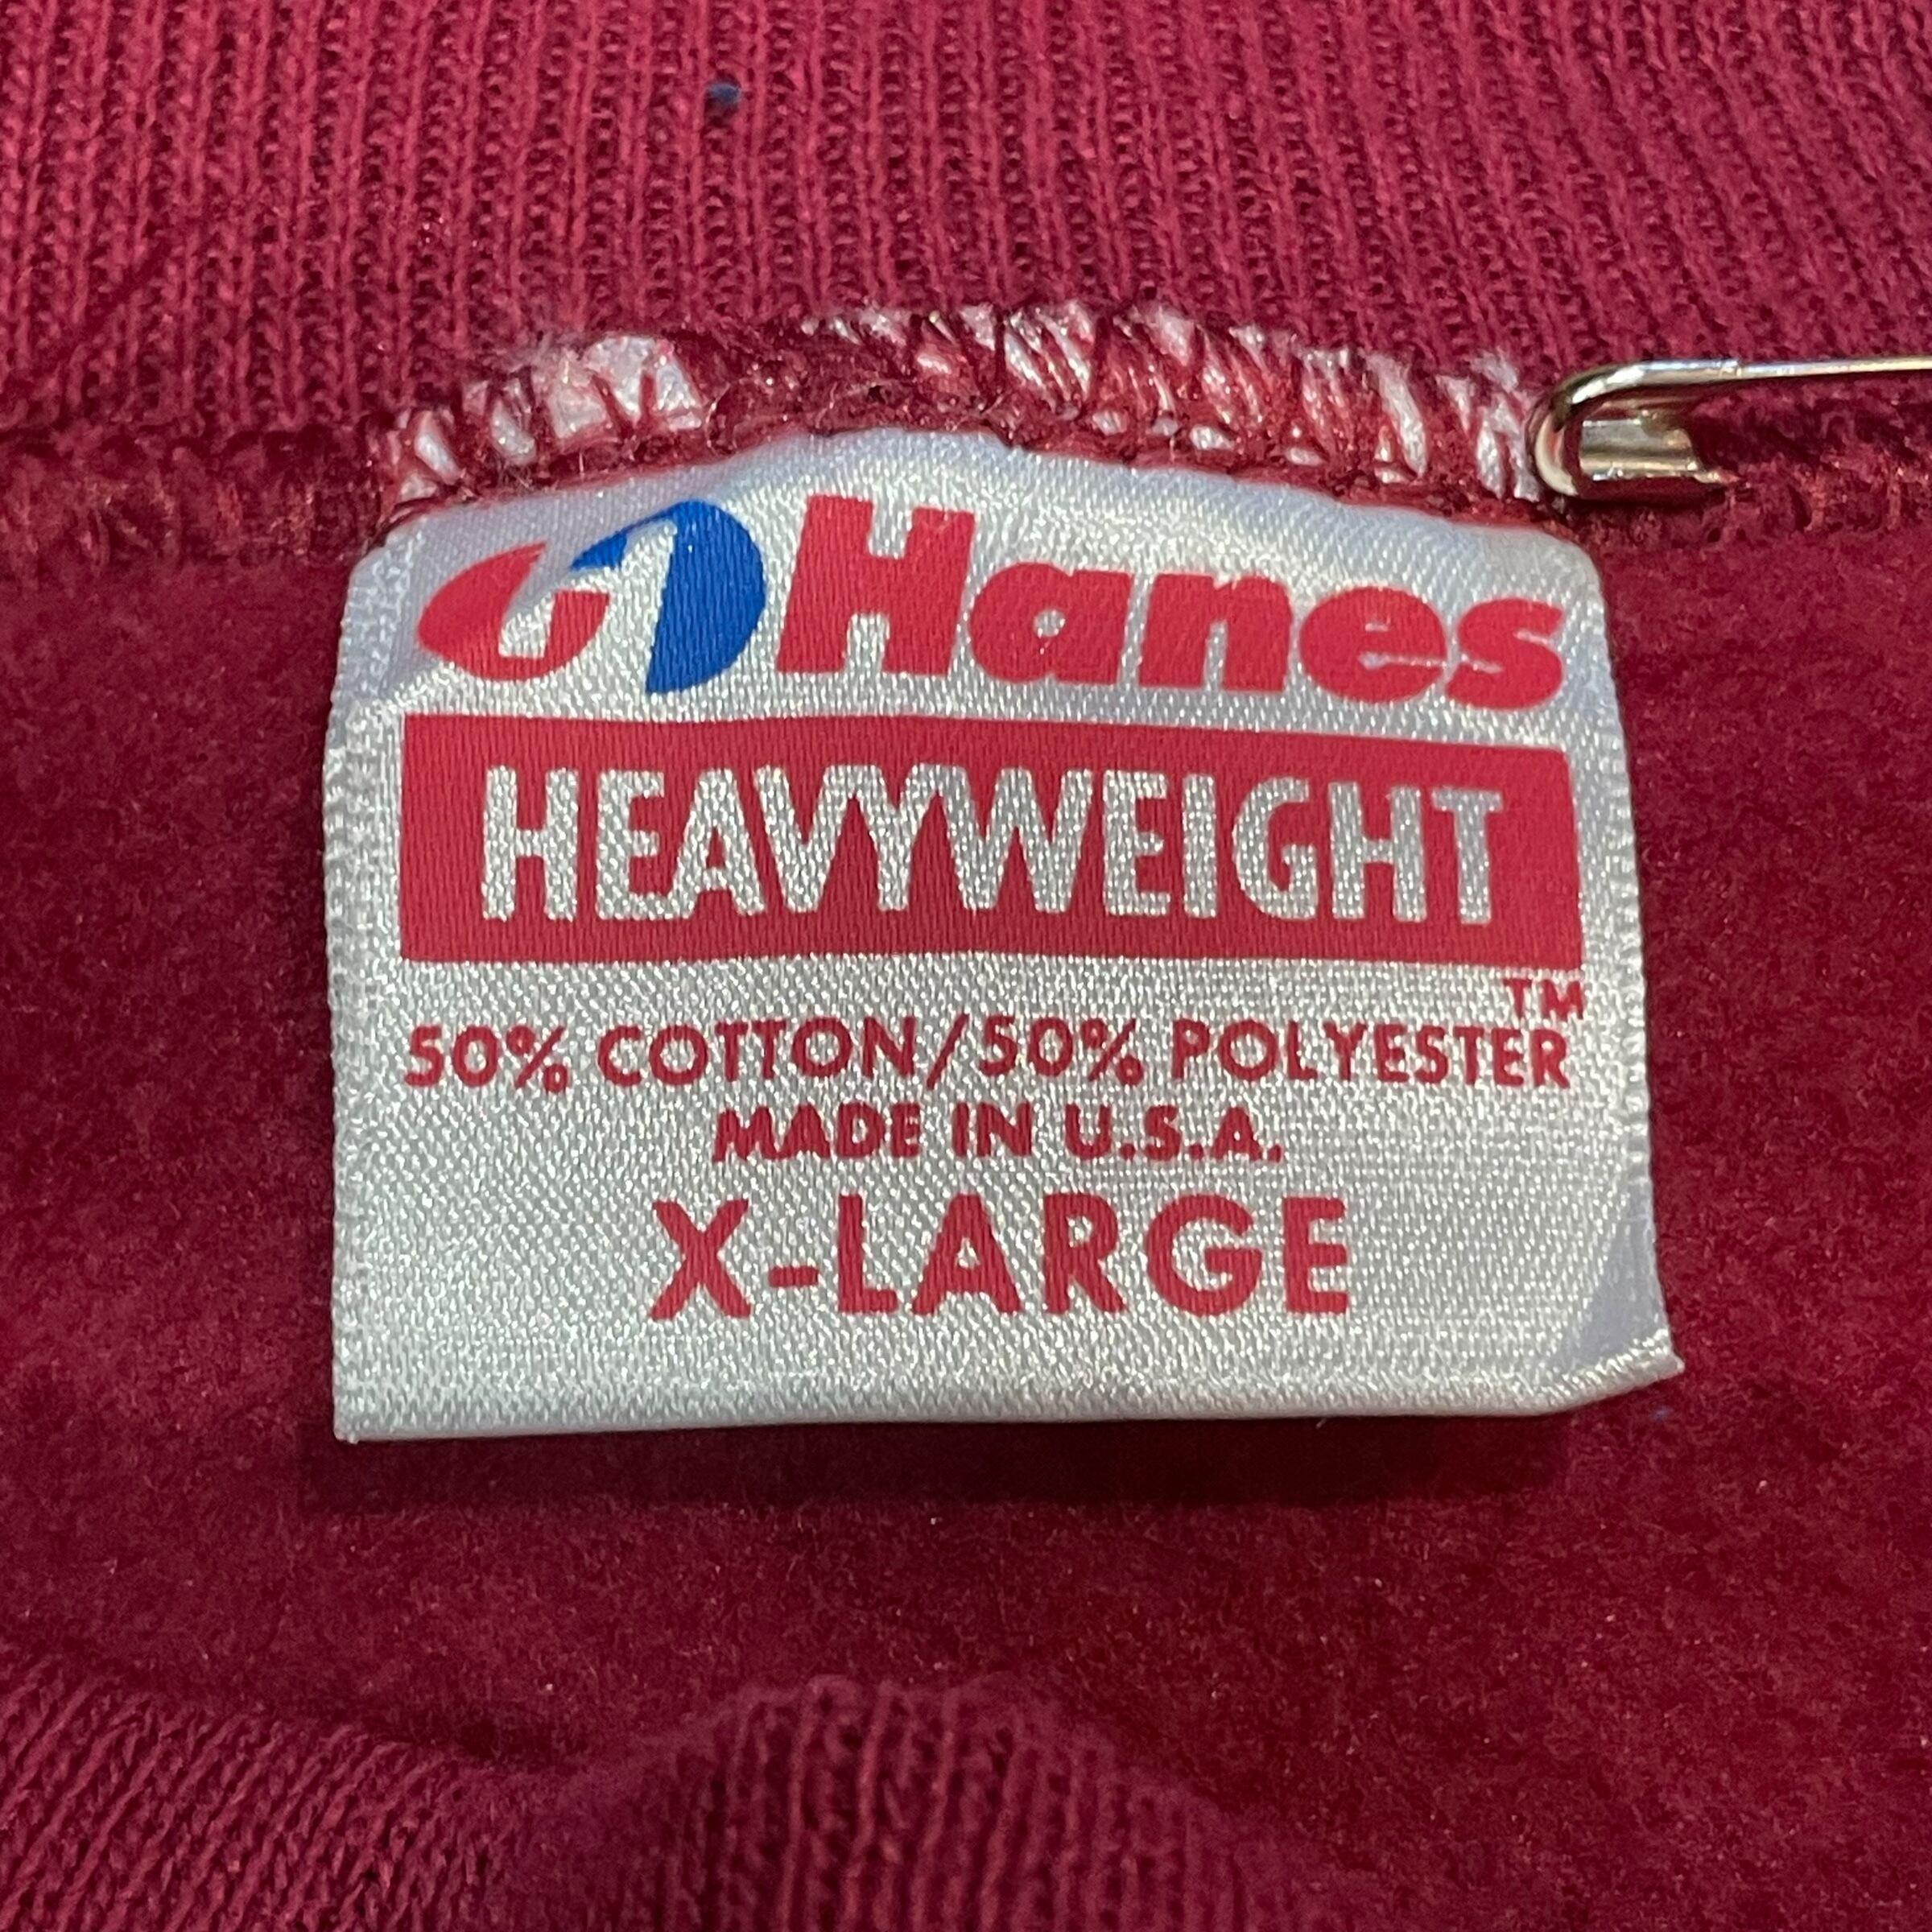 Hanes
HEAVYWEIGHT
TM
50% COTTON/50% POLYESTER
MADE IN U.S.A.
X-LARGE